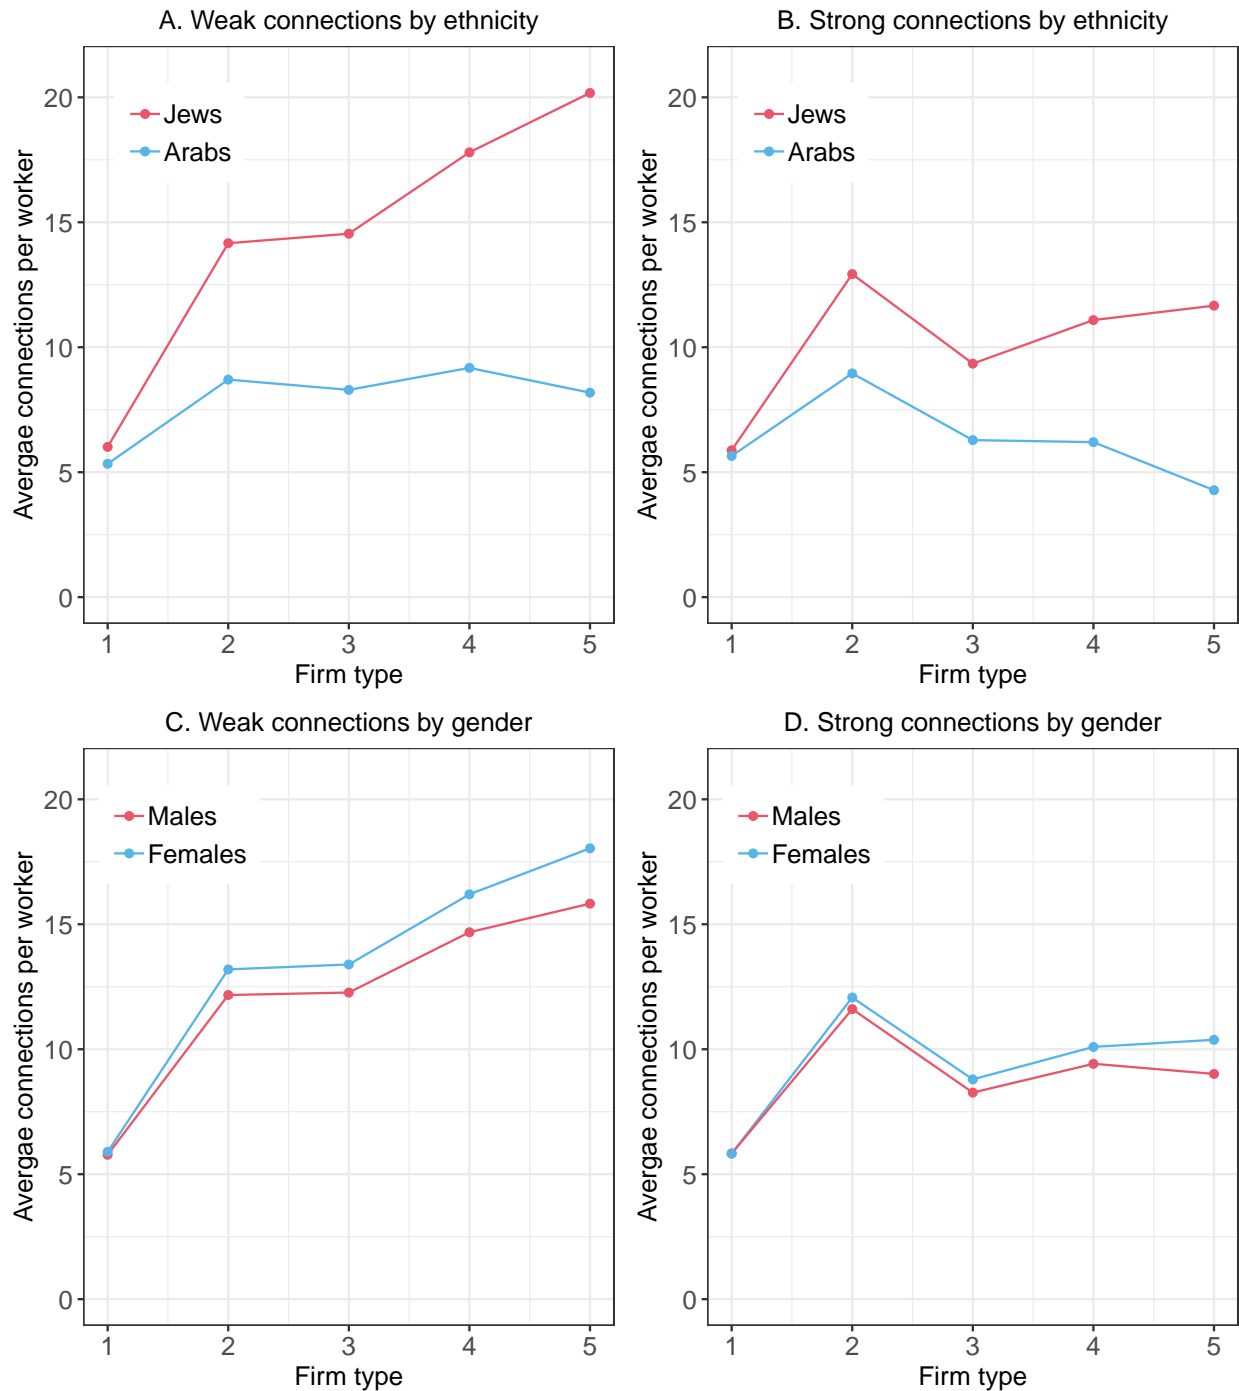 A. Weak connections by ethnicity
Avergae connections per worker
20
15
10
5
0
Jews
Arabs
1 2 3 4 5
Firm type
B. Strong connections by ethnicity
Avergae connections per worker
20
15
10
5
0
Jews
Arabs
1 2 3 4 5
Firm type
C. Weak connections by gender
Avergae connections per worker
20
15
10
5
0
Males
Females
1 2 3 4 5
Firm type
D. Strong connections by gender
Avergae connections per worker
20
15
10
5
0
Males
Females
1 2 3 4 5
Firm type